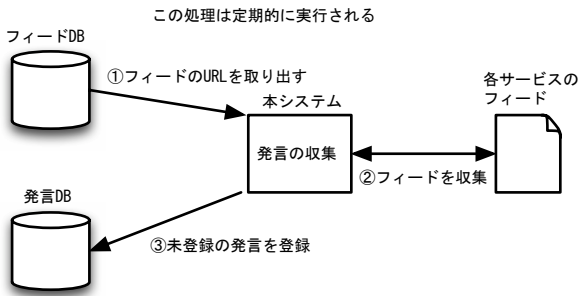 この処理は定期的に実行される
フィードDB
①フィードのURLを取り出す
本システム
各サービスの
フィード
発言の収集
②フィードを収集
発言DB
③未登録の発言を登録